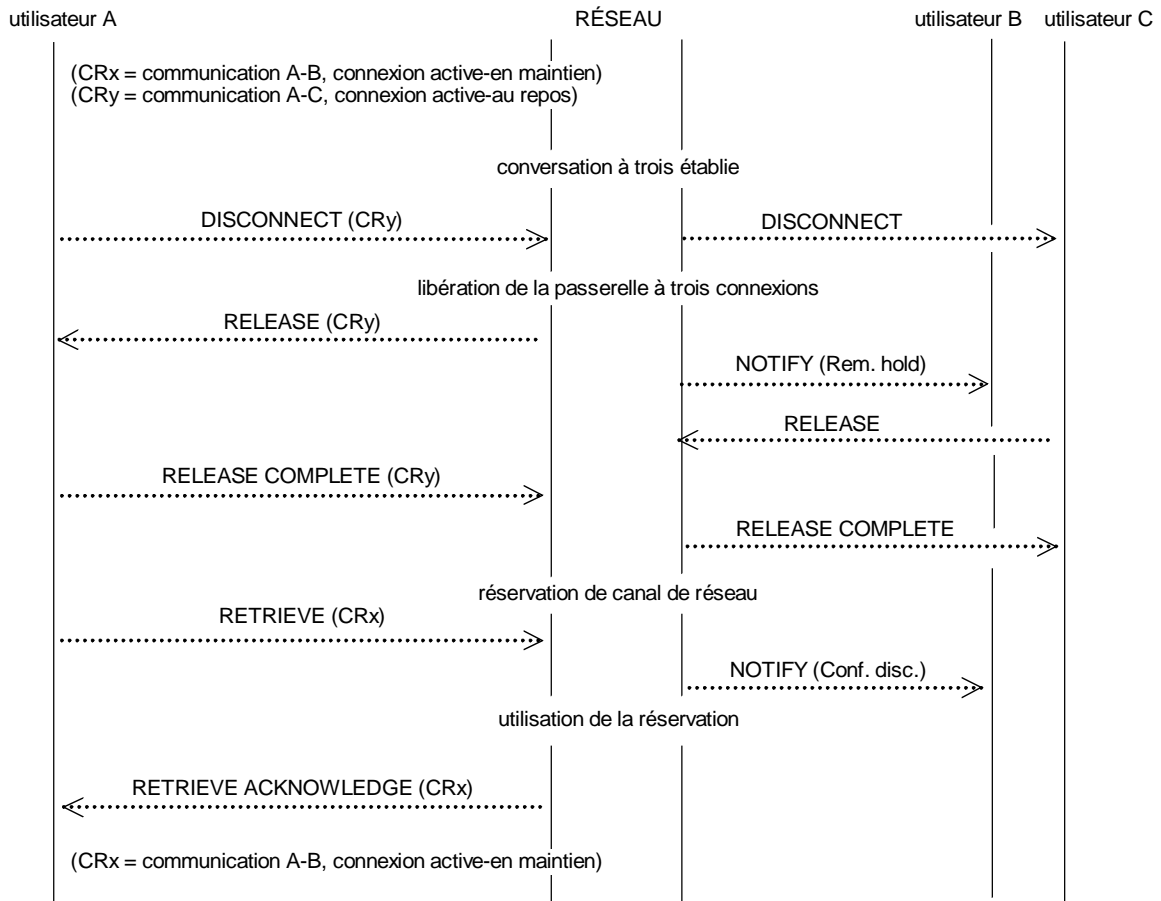 utilisateur A
RÉSEAU
utilisateur B
utilisateur C
(CRx = communication A-B, connexion active-en maintien)
(CRy = communication A-C, connexion active-au repos)
conversation à trois établie
DISCONNECT (CRy)
DISCONNECT
libération de la passerelle à trois connexions
RELEASE (CRy)
NOTIFY (Rem. hold)
RELEASE
RELEASE COMPLETE (CRy)
RELEASE COMPLETE
réservation de canal de réseau
RETRIEVE (CRx)
NOTIFY (Conf. disc.)
utilisation de la réservation
RETRIEVE ACKNOWLEDGE (CRx)
(CRx = communication A-B, connexion active-en maintien)